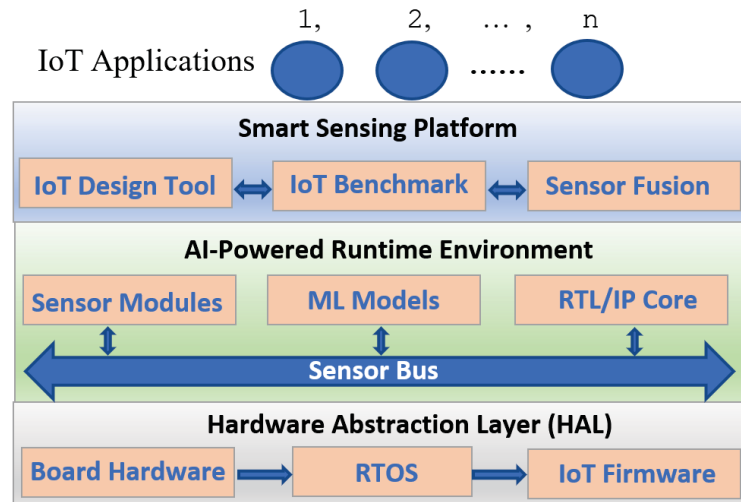 1, 2, ... , n
IoT Applications ......
Smart Sensing Platform
IoT Design Tool IoT Benchmark Sensor Fusion
AI-Powered Runtime Environment
Sensor Modules ML Models RTL/IP Core
Sensor Bus
Hardware Abstraction Layer (HAL)
Board Hardware RTOS IoT Firmware